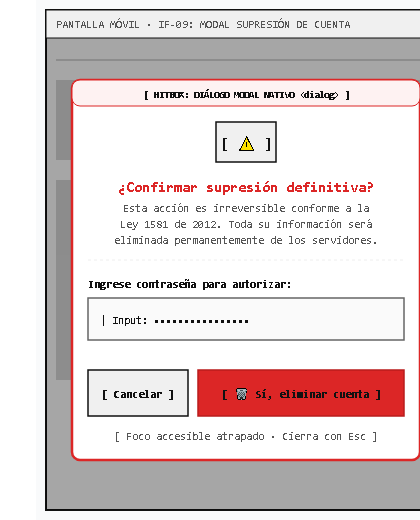 PANTALLA MÓVIL · IF-09: MODAL SUPRESIÓN DE CUENTA
[ HITBOX: DIÁLOGO MODAL NATIVO <dialog> ]
[ ⚠️ ]
¿Confirmar supresión definitiva?
Esta acción es irreversible conforme a la
Ley 1581 de 2012. Toda su información será
eliminada permanentemente de los servidores.
Ingrese contraseña para autorizar:
| Input: ••••••••••••••••
[ Cancelar ] [ 🗑️ Sí, eliminar cuenta ]
[ Foco accesible atrapado · Cierra con Esc ]